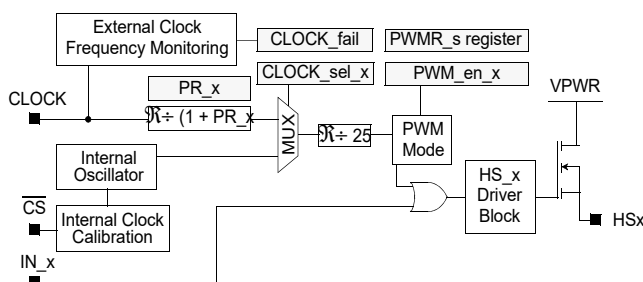 External Clock
Frequency Monitoring
CLOCK_fail
PWMR_s register
PR_x
CLOCK_sel_x
PWM_en_x
VPWR
CLOCK
ℜ÷ (1 + PR_x
MUX
ℜ÷ 25
PWM
Mode
Internal
Oscillator
HS_x
Driver
Block
CS
Internal Clock
Calibration
HSx
IN_x